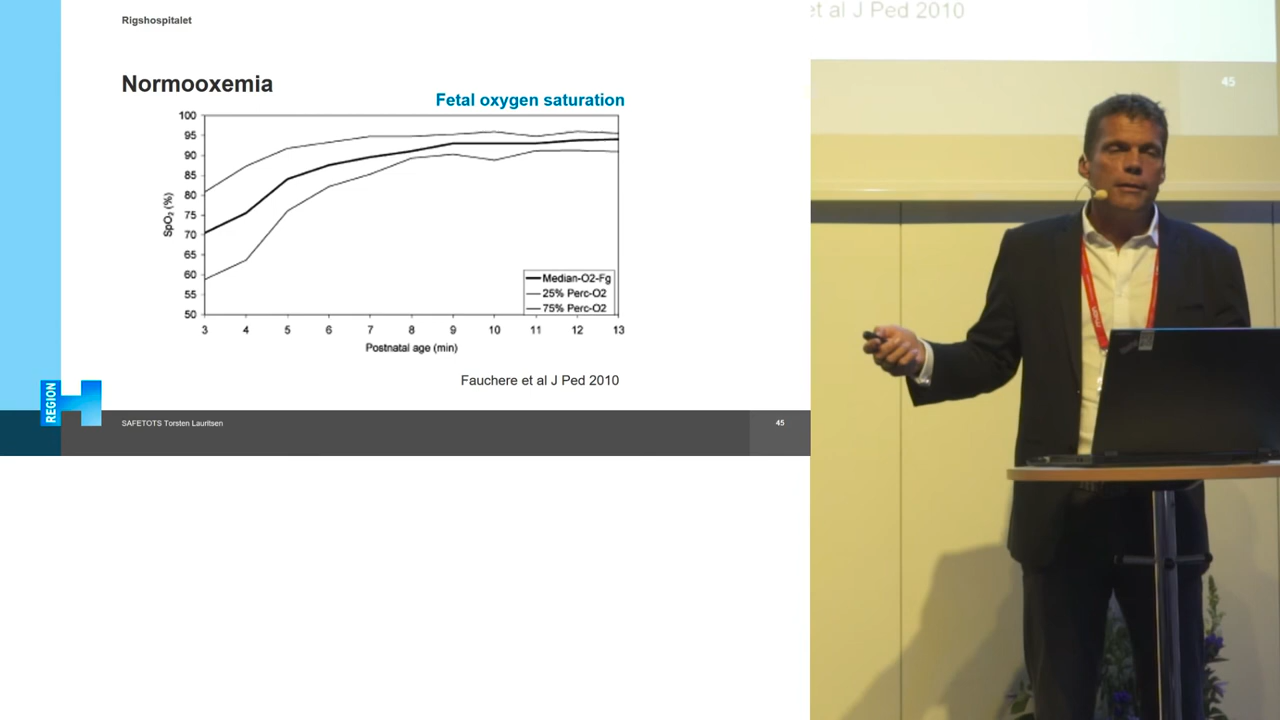 Rigshospitalet
Normooxemia
Fetal oxygen saturation
100
95
90
85
80
75
70
65
60
55
50
SpO₂ (%)
Median-O2-Fg
25% Perc-O2
75% Perc-O2
3 4 5 6 7 8 9 10 11 12 13
Postnatal age (min)
Fauchere et al J Ped 2010
REGION
H
SAFETOTS Torsten Lauritsen
45
et al J Ped 2010
45